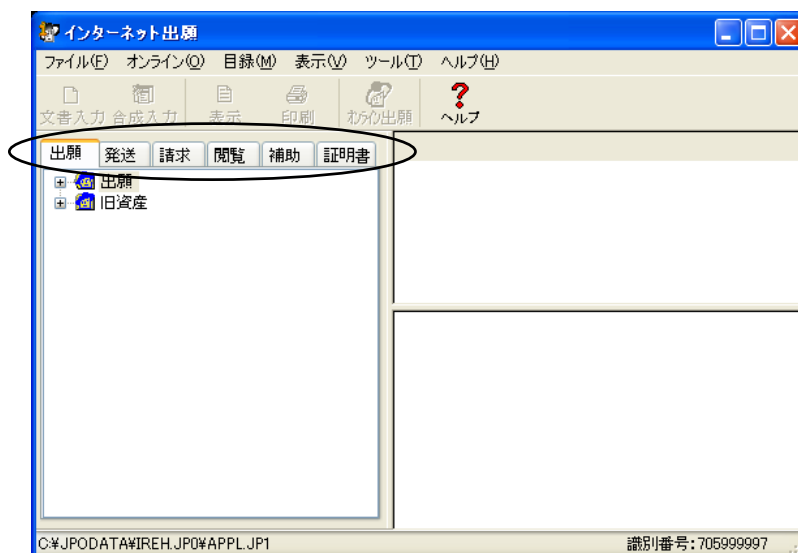 インターネット出願
ファイル(F) オンライン(O) 目録(M) 表示(V) ツール(T) ヘルプ(H)
文書入力 合成入力 表示 印刷 オンライン出願 ヘルプ
出願 発送 請求 閲覧 補助 証明書
出願
旧資産
C:¥JPODATA¥IREH.JP0¥APPL.JP1 識別番号:705999997